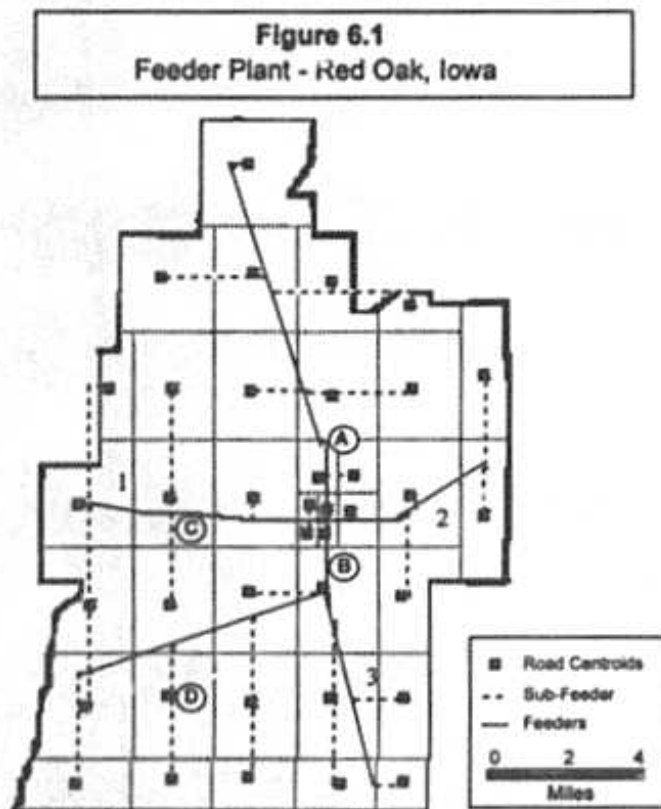 Figure 6.1
Feeder Plant - Red Oak, Iowa
A
1
2
C
B
D
3
Road Centroids
Sub-Feeder
Feeders
0 2 4
Miles